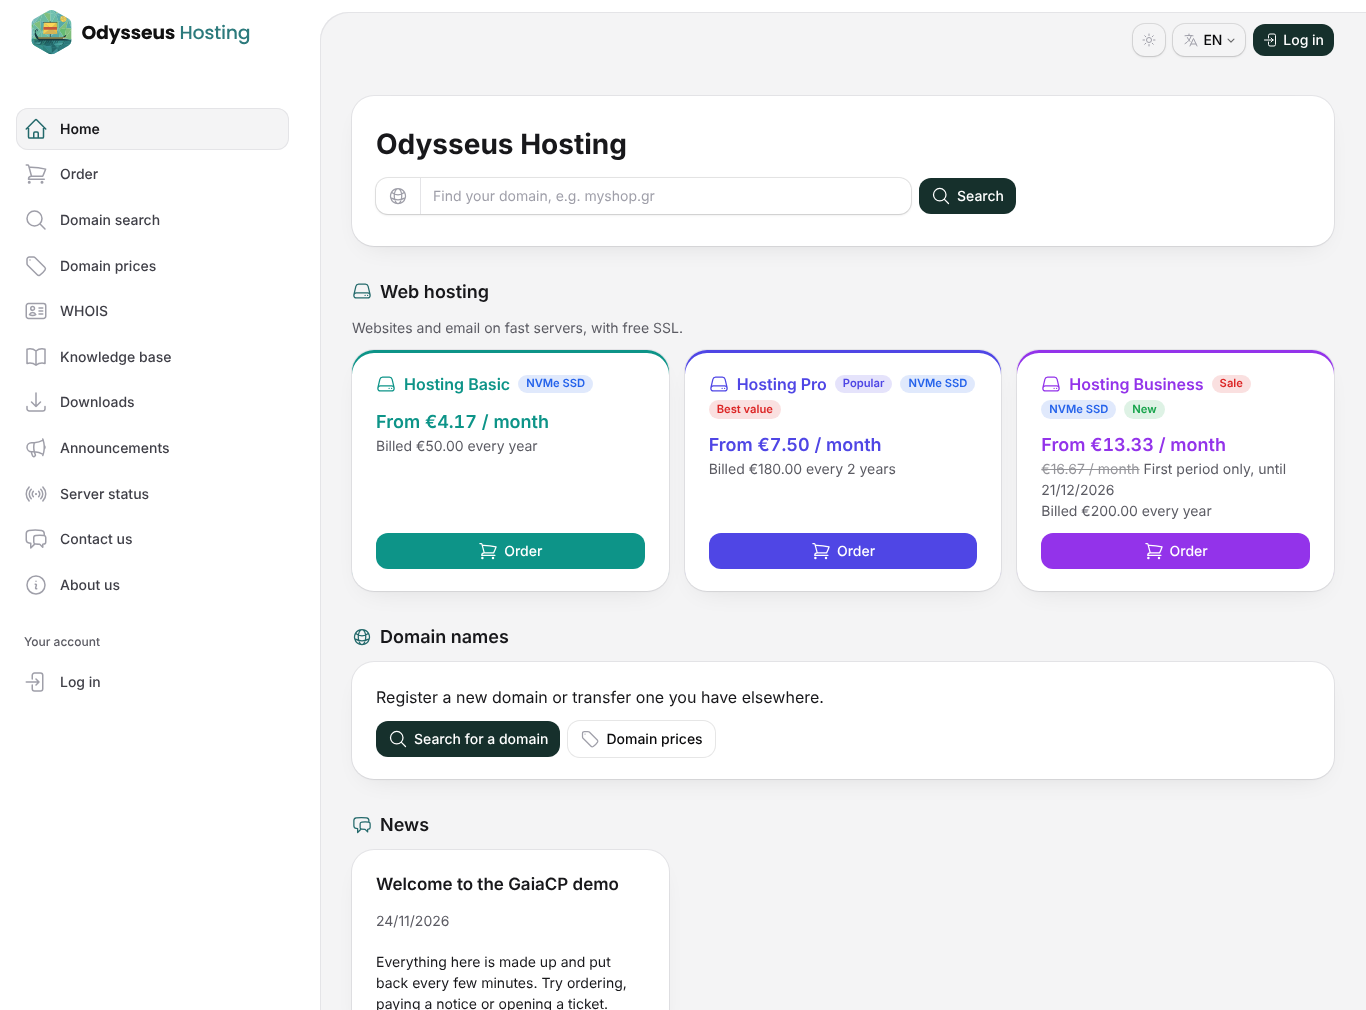 Odysseus Hosting
EN
Log in
Home
Order
Domain search
Domain prices
WHOIS
Knowledge base
Downloads
Announcements
Server status
Contact us
About us
Your account
Log in
Odysseus Hosting
Find your domain, e.g. myshop.gr
Search
Web hosting
Websites and email on fast servers, with free SSL.
Hosting Basic NVMe SSD
From €4.17 / month
Billed €50.00 every year
Order
Hosting Pro Popular NVMe SSD
Best value
From €7.50 / month
Billed €180.00 every 2 years
Order
Hosting Business Sale
NVMe SSD New
From €13.33 / month
€16.67 / month First period only, until
21/12/2026
Billed €200.00 every year
Order
Domain names
Register a new domain or transfer one you have elsewhere.
Search for a domain
Domain prices
News
Welcome to the GaiaCP demo
24/11/2026
Everything here is made up and put
back every few minutes. Try ordering,
paying a notice or opening a ticket.